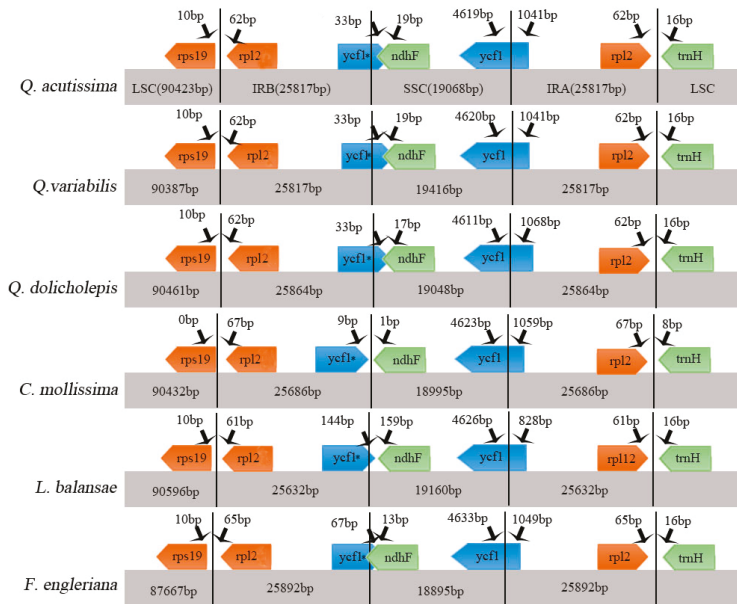 10bp 62bp 33bp 19bp 4619bp 1041bp 62bp 16bp
rps19 rpl2 ycf1* ndhF ycf1 rpl2 trnH
Q. acutissima LSC(90423bp) IRB(25817bp) SSC(19068bp) IRA(25817bp) LSC
10bp 62bp 33bp 19bp 4620bp 1041bp 62bp 16bp
rps19 rpl2 ycf1* ndhF ycf1 rpl2 trnH
Q.variabilis 90387bp 25817bp 19416bp 25817bp
10bp 62bp 33bp 17bp 4611bp 1068bp 62bp 16bp
rps19 rpl2 ycf1* ndhF ycf1 rpl2 trnH
Q. dolicholepis 90461bp 25864bp 19048bp 25864bp
0bp 67bp 9bp 1bp 4623bp 1059bp 67bp 8bp
rps19 rpl2 ycf1* ndhF ycf1 rpl2 trnH
C. mollissima 90432bp 25686bp 18995bp 25686bp
10bp 61bp 144bp 159bp 4626bp 828bp 61bp 16bp
rps19 rpl2 ycf1* ndhF ycf1 rpl12 trnH
L. balansae 90596bp 25632bp 19160bp 25632bp
10bp 65bp 67bp 13bp 4633bp 1049bp 65bp 16bp
rps19 rpl2 ycf1* ndhF ycf1 rpl2 trnH
F. engleriana 87667bp 25892bp 18895bp 25892bp